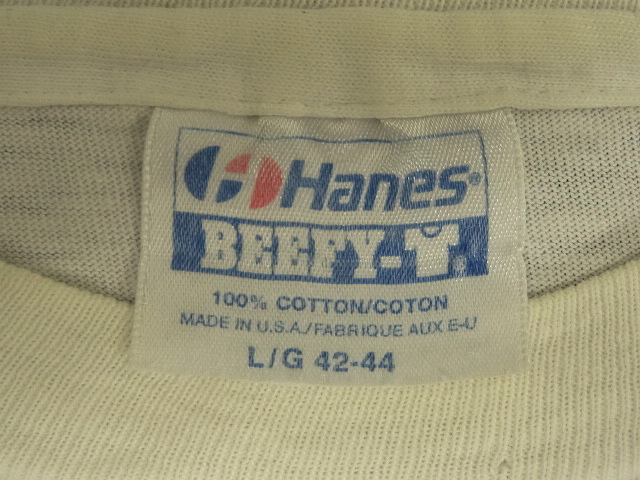 Hanes®
BEEFY-T®
100% COTTON/COTON
MADE IN U.S.A./FABRIQUE AUX E-U
L/G 42-44